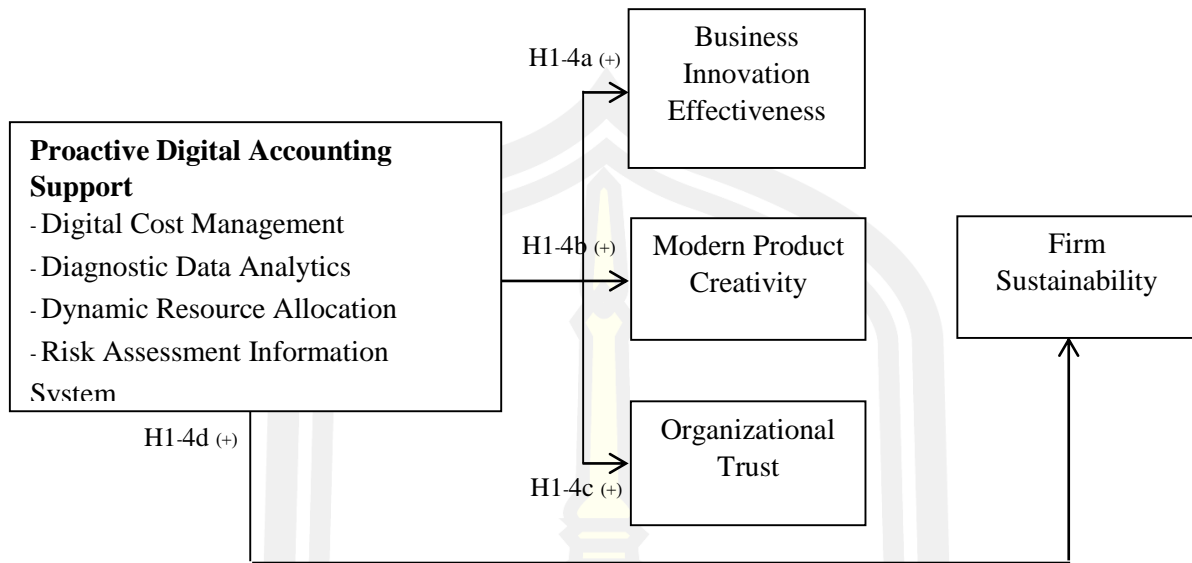 Proactive Digital Accounting
Support
- Digital Cost Management
- Diagnostic Data Analytics
- Dynamic Resource Allocation
- Risk Assessment Information
System
H1-4a (+)
Business
Innovation
Effectiveness
H1-4b (+)
Modern Product
Creativity
H1-4c (+)
Organizational
Trust
H1-4d (+)
Firm
Sustainability